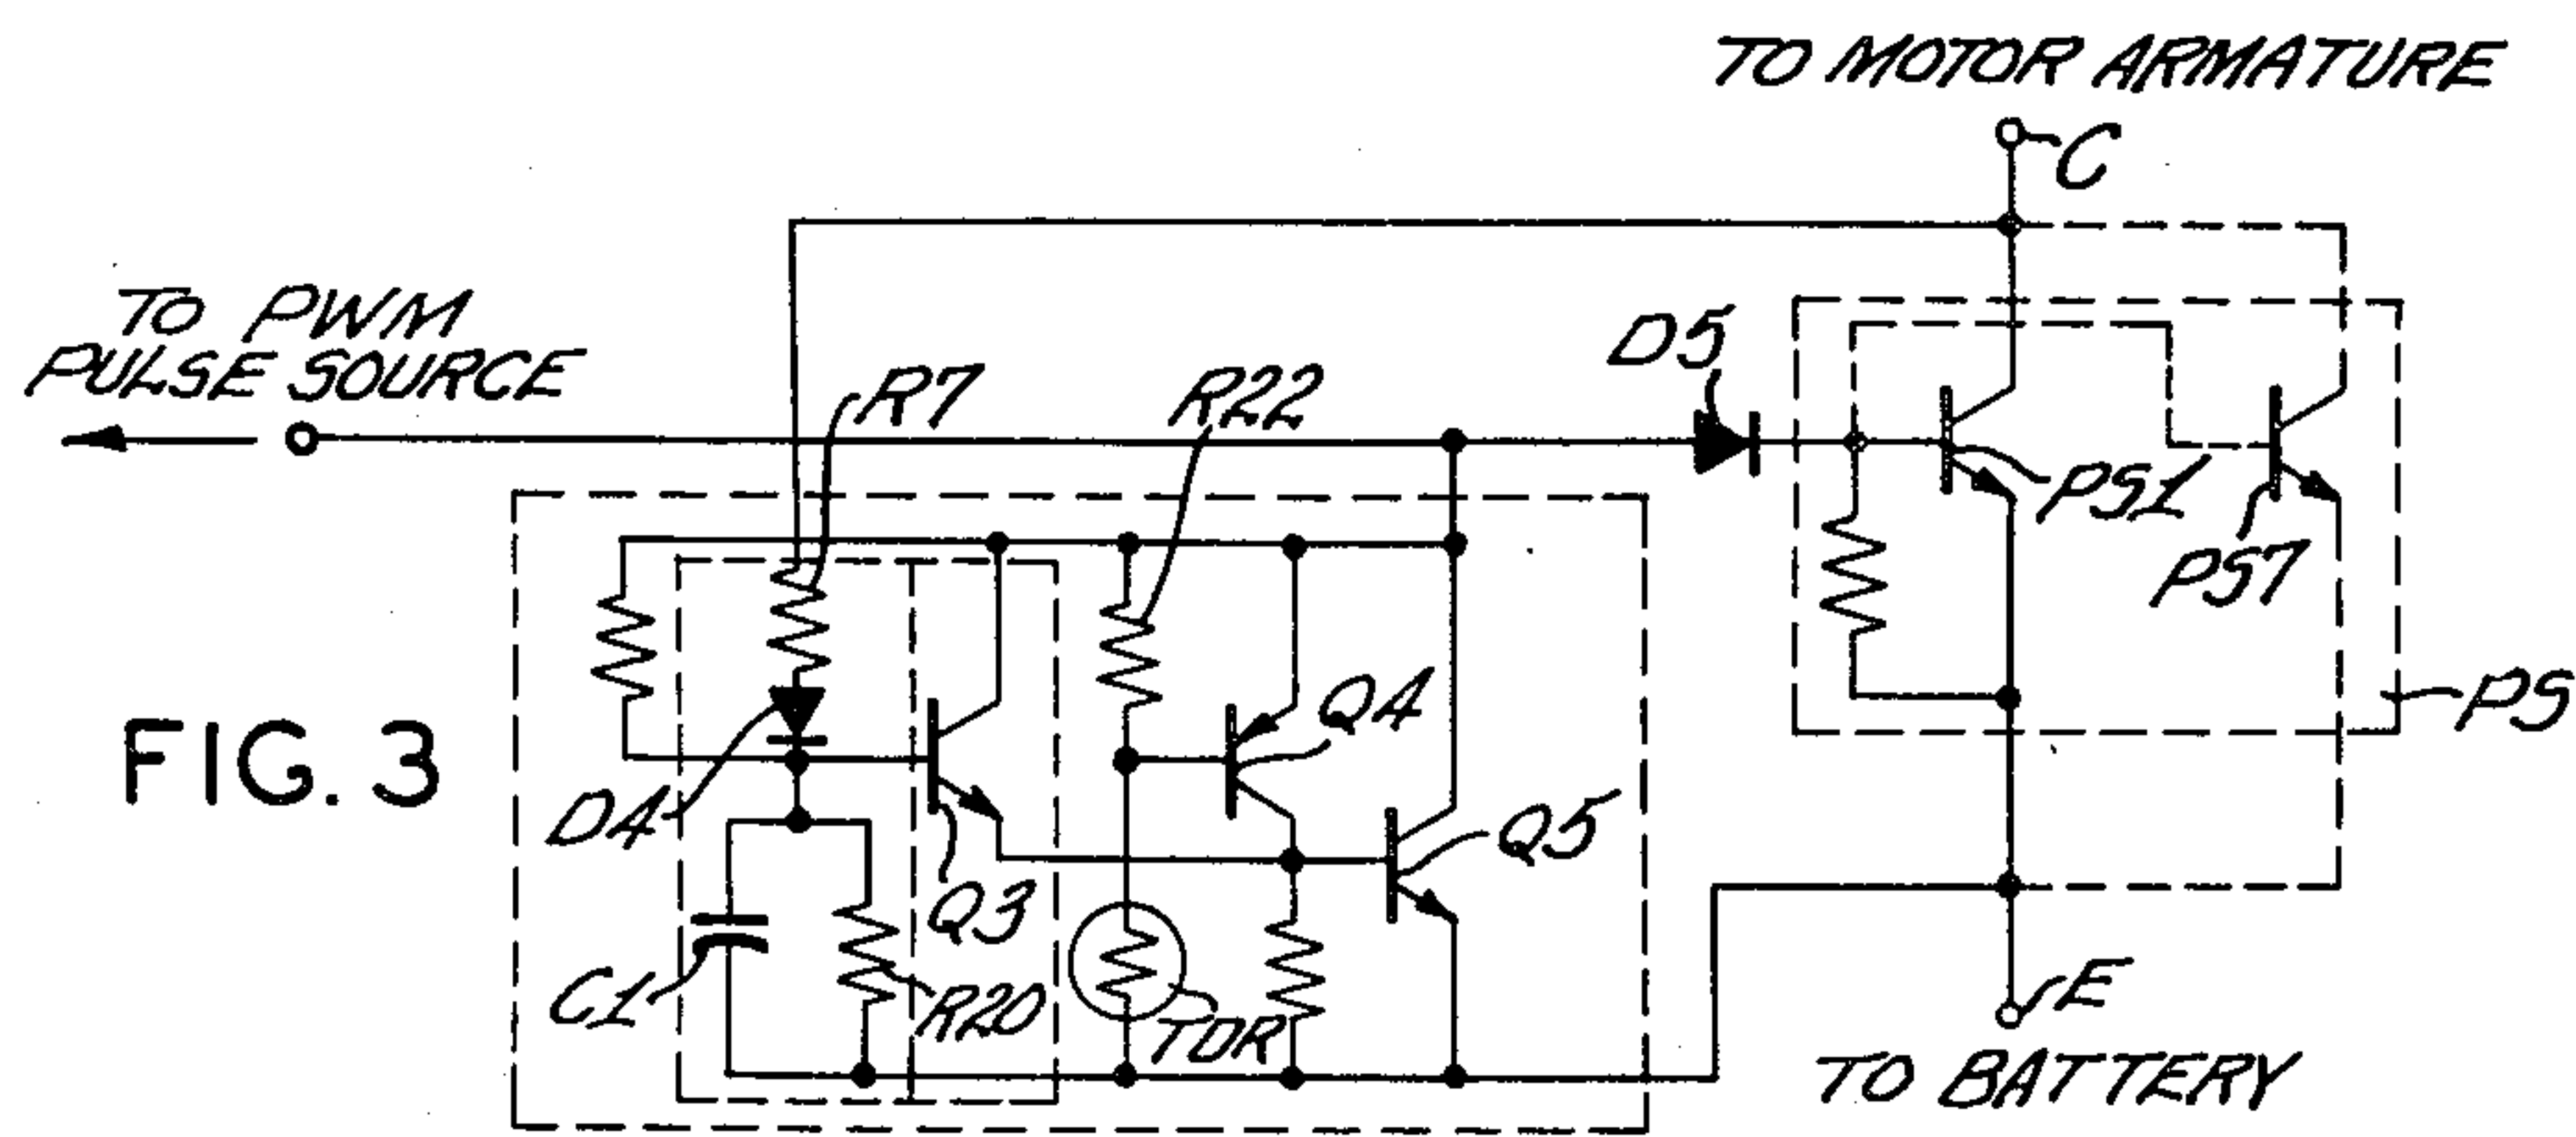 TO MOTOR ARMATURE
C
TO PWM
PULSE SOURCE
R7
R22
D5
PS1
PS7
PS
Q4
FIG. 3
D4
Q5
Q3
C1
R20
TDR
E
TO BATTERY